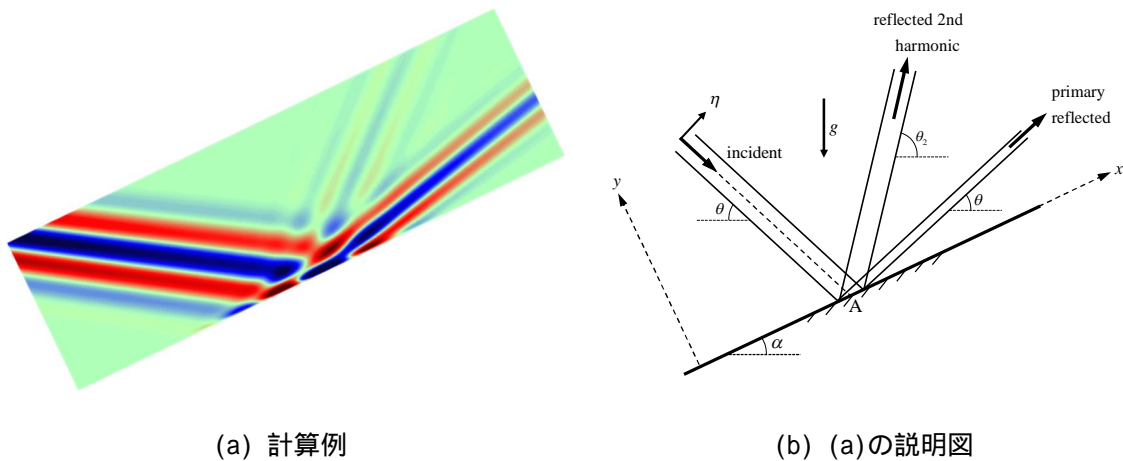 reflected 2nd
harmonic
primary
reflected
η
g
θ₂
incident
y
x
θ
θ
A
α
(a) 計算例
(b) (a)の説明図